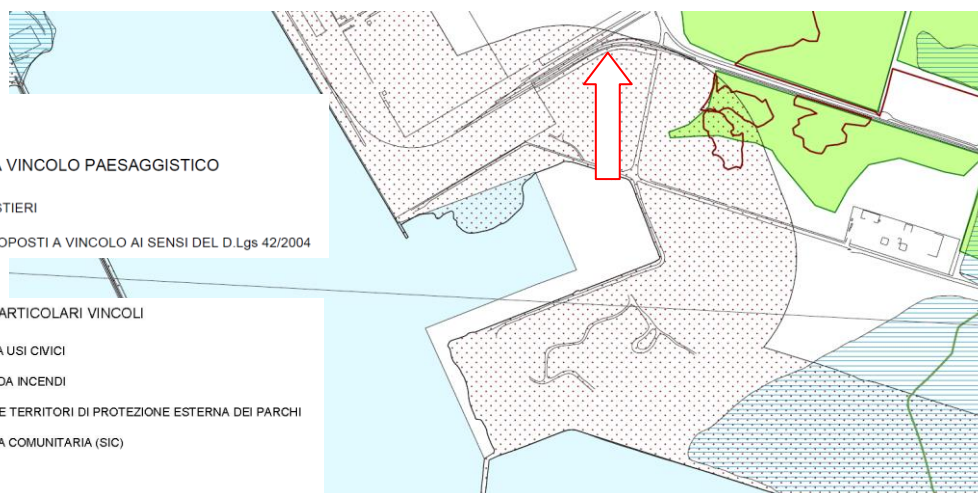 VINCOLO PAESAGGISTICO
STIERI
OPOSTI A VINCOLO AI SENSI DEL D.Lgs 42/2004
ARTICOLARI VINCOLI
A USI CIVICI
DA INCENDI
E TERRITORI DI PROTEZIONE ESTERNA DEI PARCHI
A COMUNITARIA (SIC)